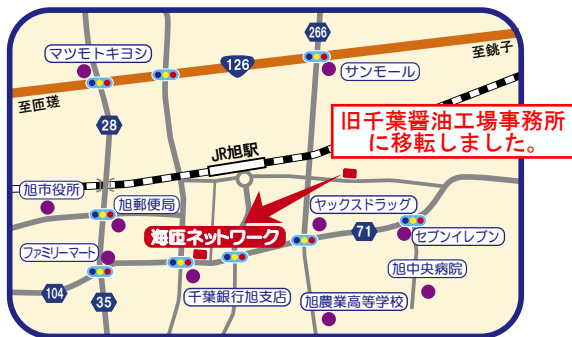 266
マツモトキヨシ
126
サンモール
至銚子
至匝瑳
28
旧千葉醤油工場事務所
に移転しました。
JR旭駅
旭市役所
旭郵便局
ヤックスドラッグ
海匝ネットワーク
71
セブンイレブン
ファミリーマート
旭中央病院
104
35
千葉銀行旭支店
旭農業高等学校